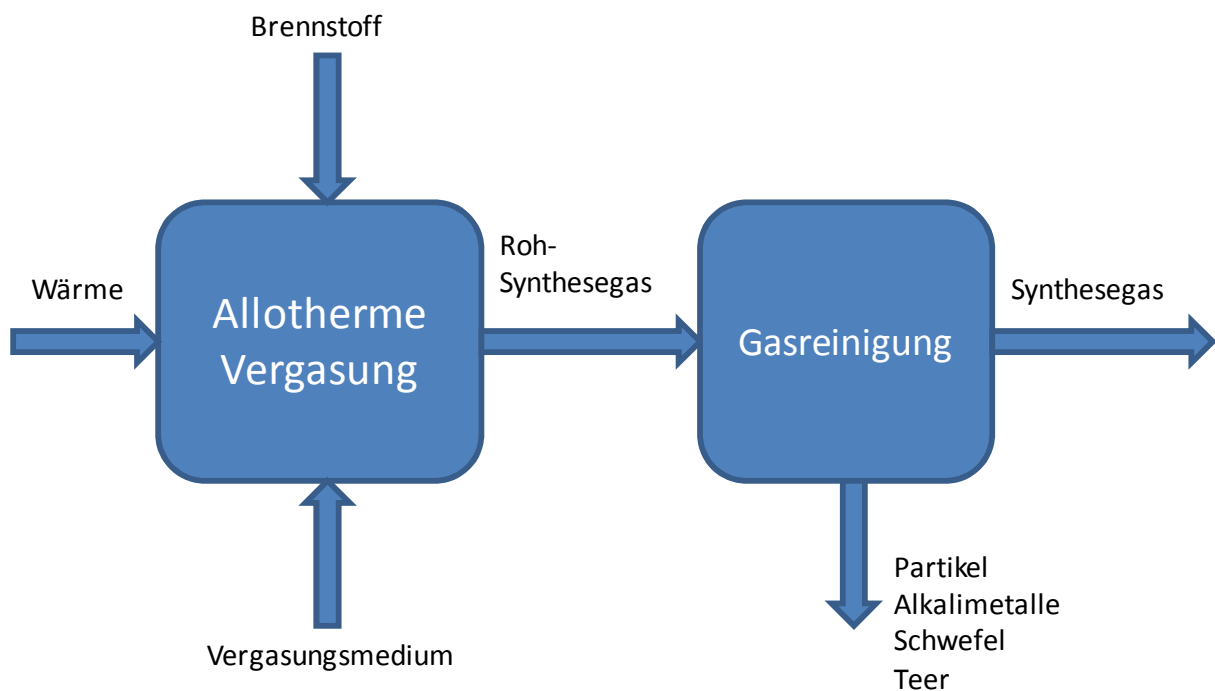 Brennstoff
Wärme
Allotherme
Vergasung
Roh-
Synthesegas
Gasreinigung
Synthesegas
Vergasungsmedium
Partikel
Alkalimetalle
Schwefel
Teer